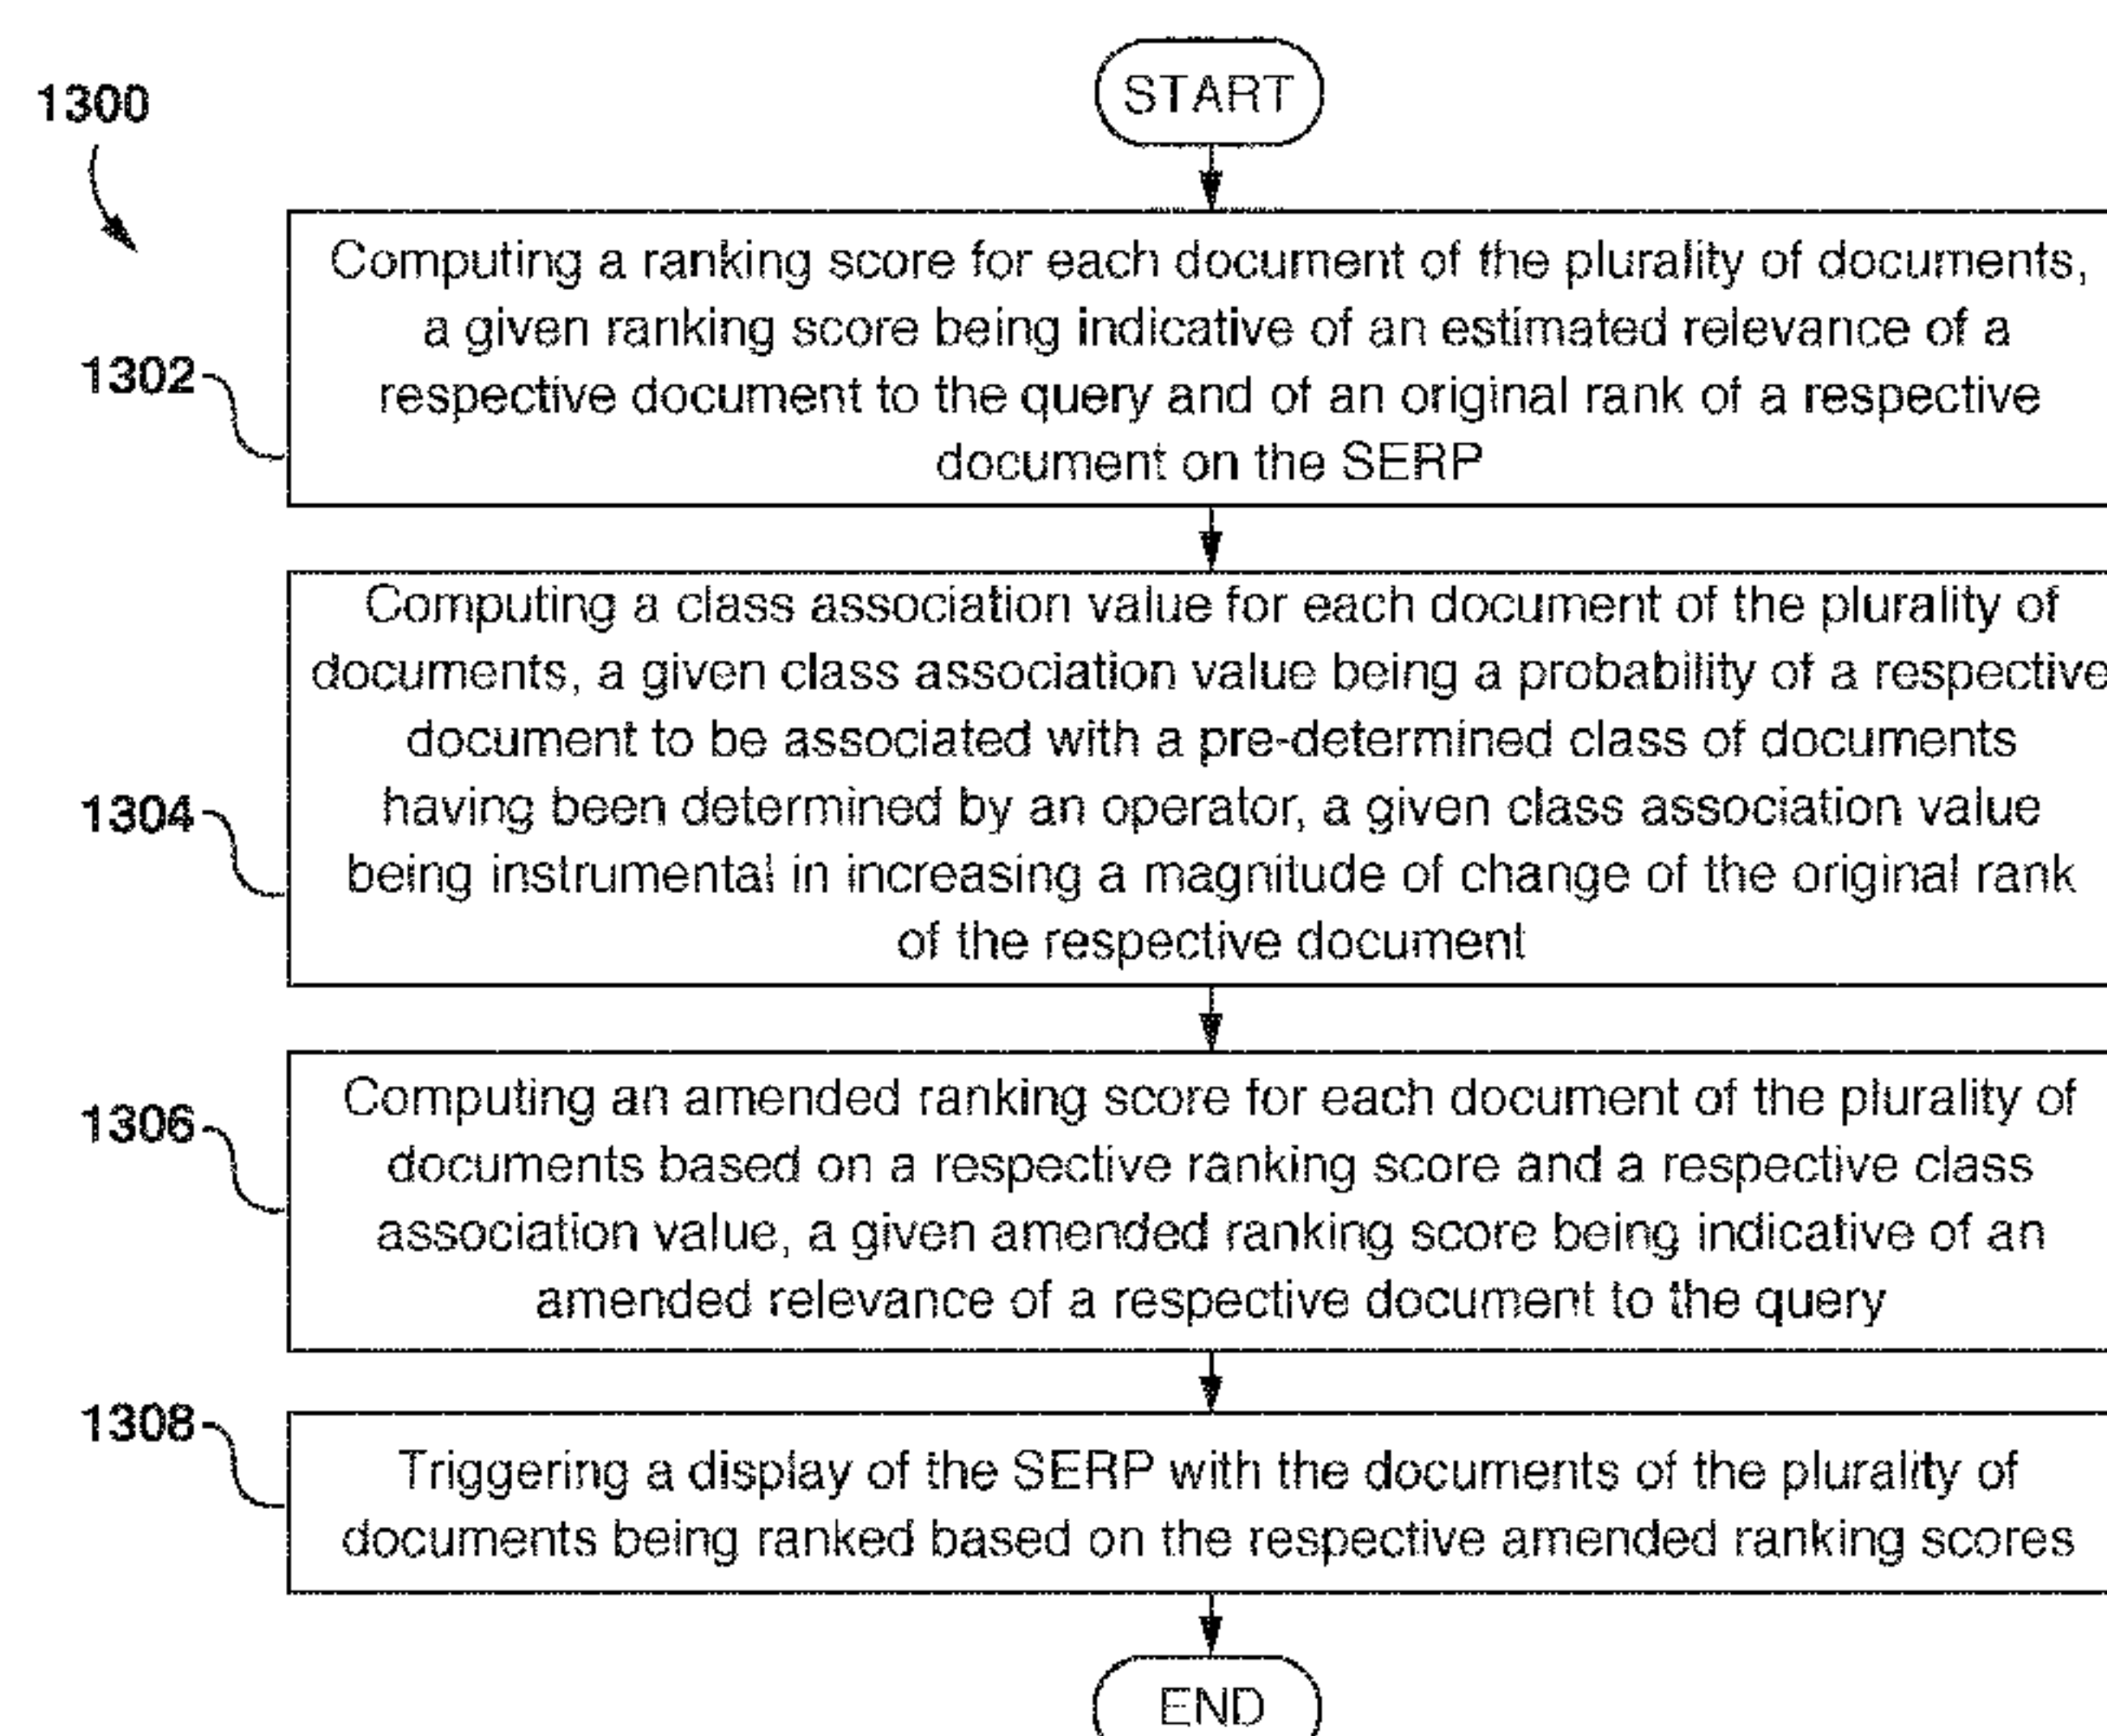 START
1300
Computing a ranking score for each document of the plurality of documents,
a given ranking score being indicative of an estimated relevance of a
1302
respective document to the query and of an original rank of a respective
document on the SERP
Computing a class association value for each document of the plurality of
documents, a given class association value being a probability of a respective
document to be associated with a pre-determined class of documents
1304
having been determined by an operator, a given class association value
being instrumental in increasing a magnitude of change of the original rank
of the respective document
Computing an amended ranking score for each document of the plurality of
1306
documents based on a respective ranking score and a respective class
association value, a given amended ranking score being indicative of an
amended relevance of a respective document to the query
1308
Triggering a display of the SERP with the documents of the plurality of
documents being ranked based on the respective amended ranking scores
END